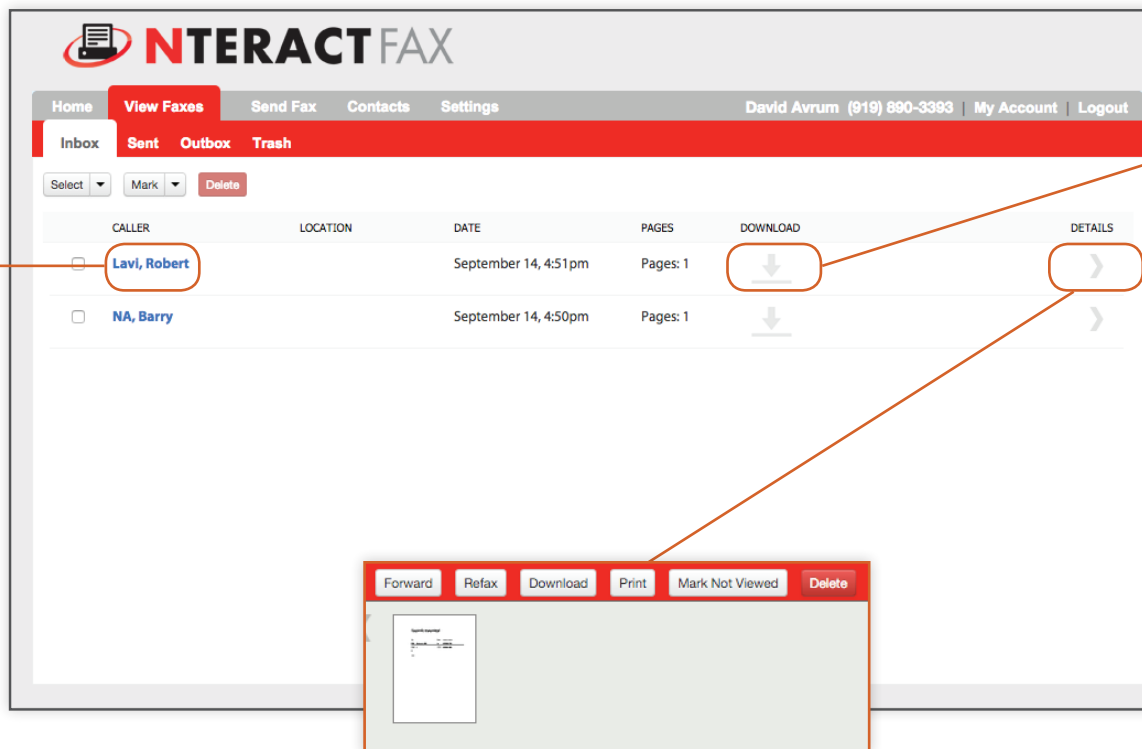 NTERACTFAX
Home View Faxes Send Fax Contacts Settings David Avrum (919) 890-3393 | My Account | Logout
Inbox Sent Outbox Trash
Select Mark Delete
CALLER LOCATION DATE PAGES DOWNLOAD DETAILS
Lavi, Robert September 14, 4:51pm Pages: 1
NA, Barry September 14, 4:50pm Pages: 1
Forward Refax Download Print Mark Not Viewed Delete